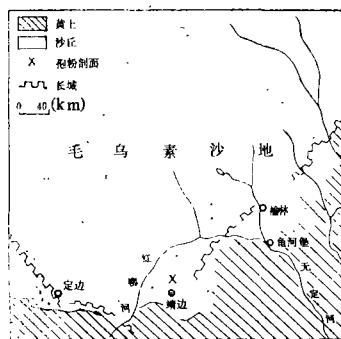 黄土
沙丘
X 孢粉剖面
长城
0 40(km)
毛乌素沙地
榆林
鱼河堡
红柳河
无定河
定边
靖边
X